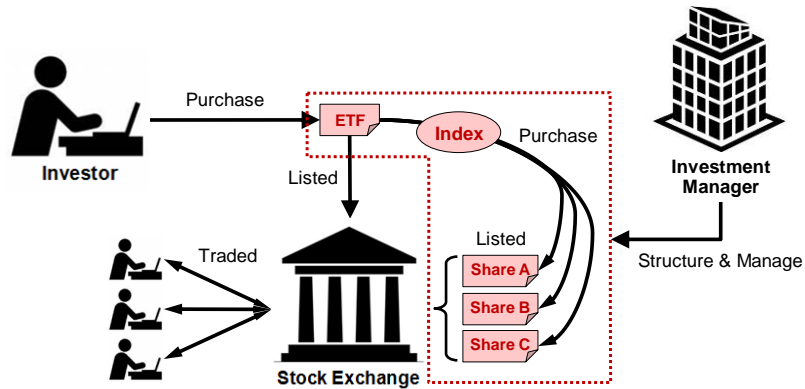 Purchase
ETF
Index
Purchase
Investor
Investment
Manager
Listed
Traded
Listed
Structure & Manage
Share A
Share B
Share C
Stock Exchange